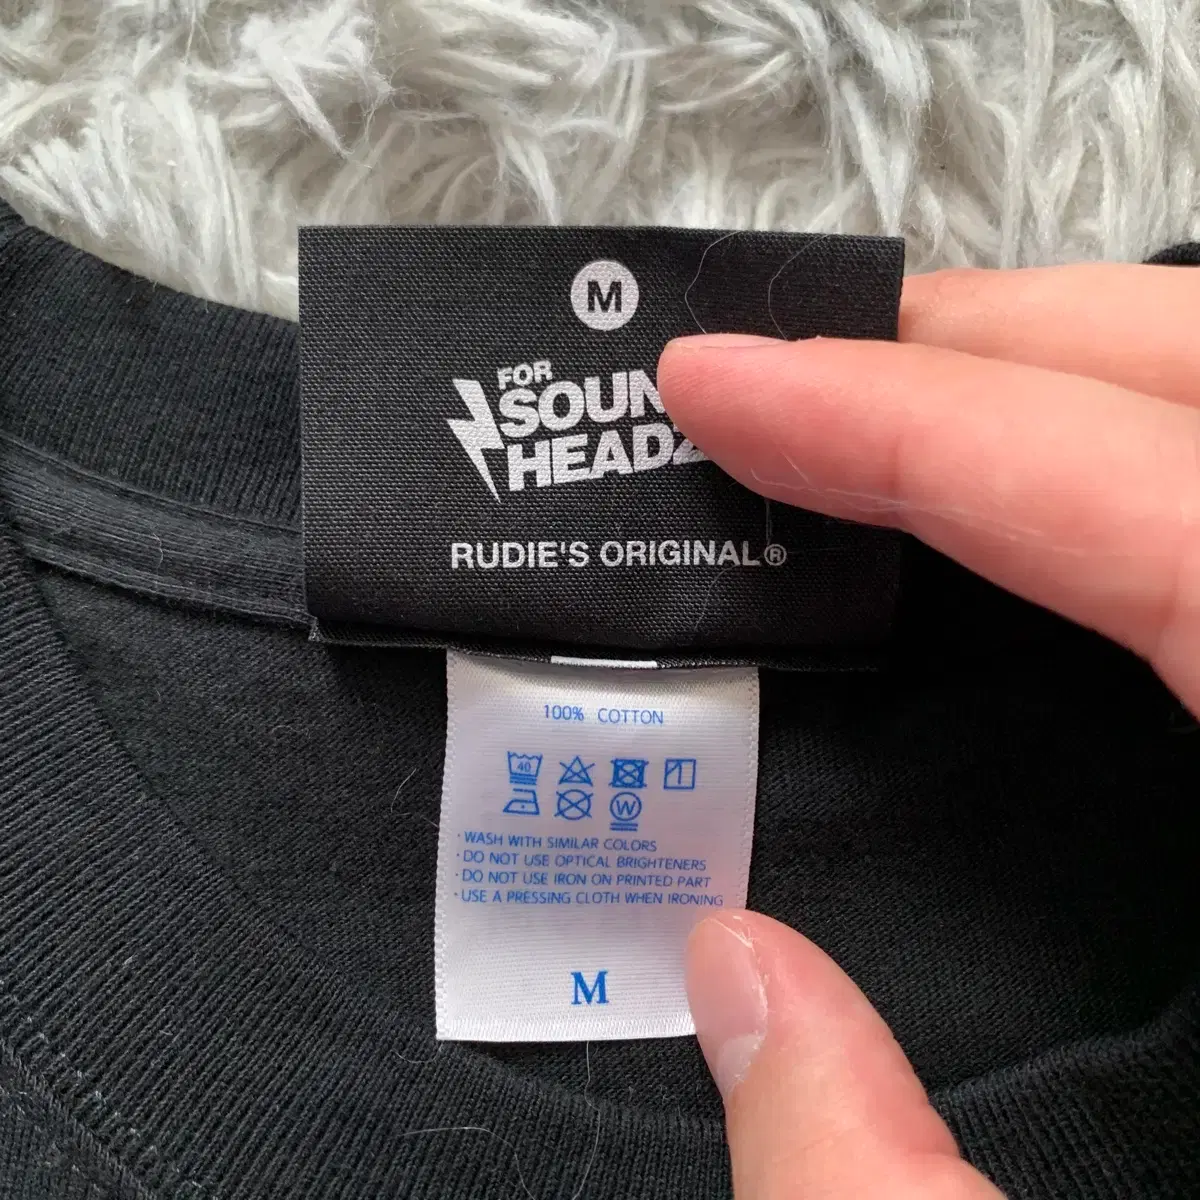 M
FOR
SOUN
HEADZ
RUDIE'S ORIGINAL®
100% COTTON
40
W
· WASH WITH SIMILAR COLORS
· DO NOT USE OPTICAL BRIGHTENERS
· DO NOT USE IRON ON PRINTED PART
· USE A PRESSING CLOTH WHEN IRONING
M